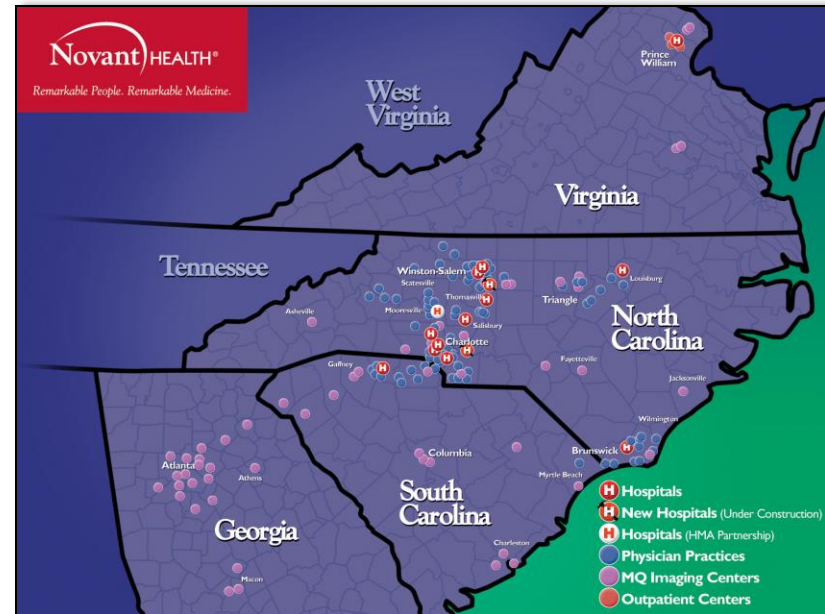 NOVANT HEALTH®
Remarkable People. Remarkable Medicine.
Prince
William
West
Virginia
Virginia
Tennessee
Winston-Salem
Statesville
Thomasville
Mooresville
Salisbury
Charlotte
Asheville
Gaffney
Triangle
Louisburg
North
Carolina
Fayetteville
Jacksonville
Wilmington
Brunswick
Myrtle Beach
Columbia
South
Carolina
Charleston
Atlanta
Athens
Georgia
Macon
H Hospitals
H New Hospitals (Under Construction)
H Hospitals (HMA Partnership)
Physician Practices
MQ Imaging Centers
Outpatient Centers